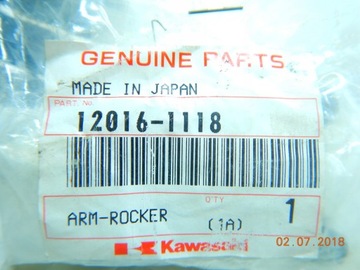 GENUINE PARTS
MADE IN JAPAN
PART No.
12016-1118
Q'TY
ARM-ROCKER (1A) 1
Kawasaki
02.07.2018